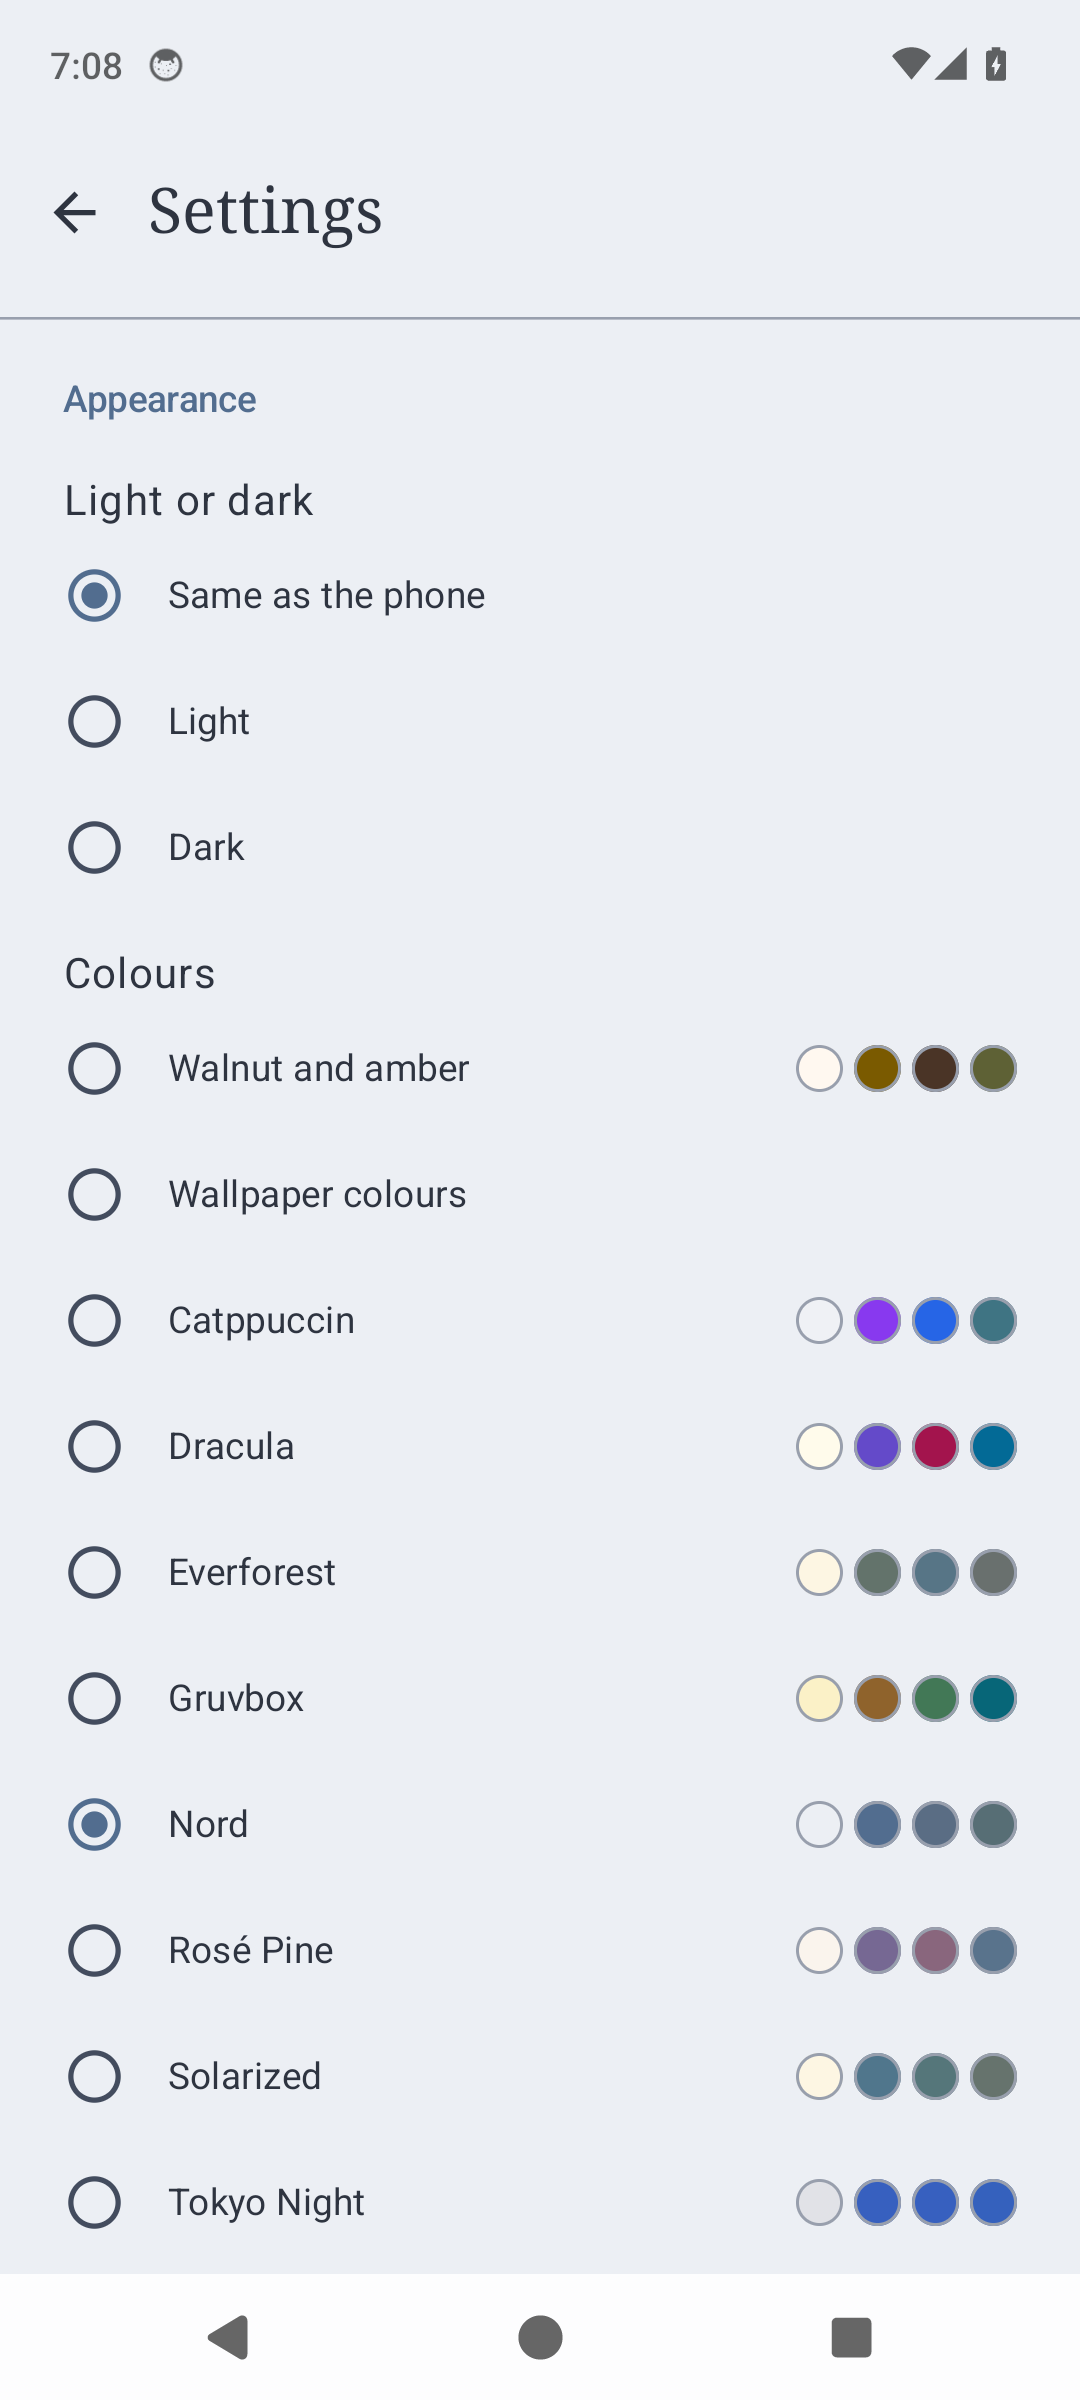 7:08
Settings
Appearance
Light or dark
Same as the phone
Light
Dark
Colours
Walnut and amber
Wallpaper colours
Catppuccin
Dracula
Everforest
Gruvbox
Nord
Rosé Pine
Solarized
Tokyo Night